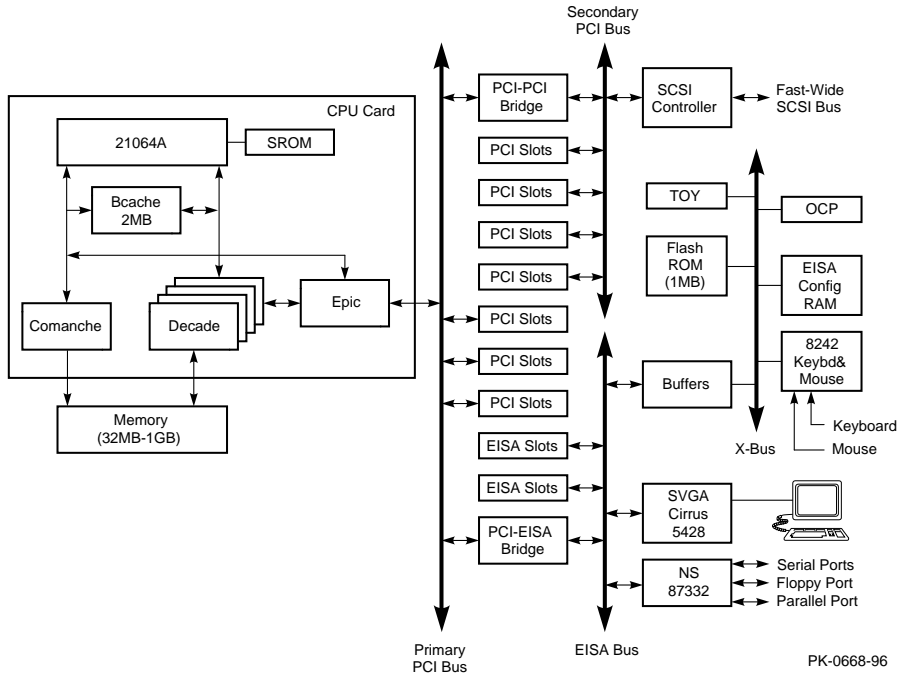 Secondary
PCI Bus
CPU Card
21064A
SROM
Bcache
2MB
Comanche
Decade
Epic
Memory
(32MB-1GB)
PCI-PCI
Bridge
PCI Slots
PCI Slots
PCI Slots
PCI Slots
PCI Slots
PCI Slots
PCI Slots
EISA Slots
EISA Slots
PCI-EISA
Bridge
Primary
PCI Bus
SCSI
Controller
Fast-Wide
SCSI Bus
TOY
OCP
Flash
ROM
(1MB)
EISA
Config
RAM
Buffers
8242
Keybd&
Mouse
Keyboard
Mouse
X-Bus
SVGA
Cirrus
5428
NS
87332
Serial Ports
Floppy Port
Parallel Port
EISA Bus
PK-0668-96